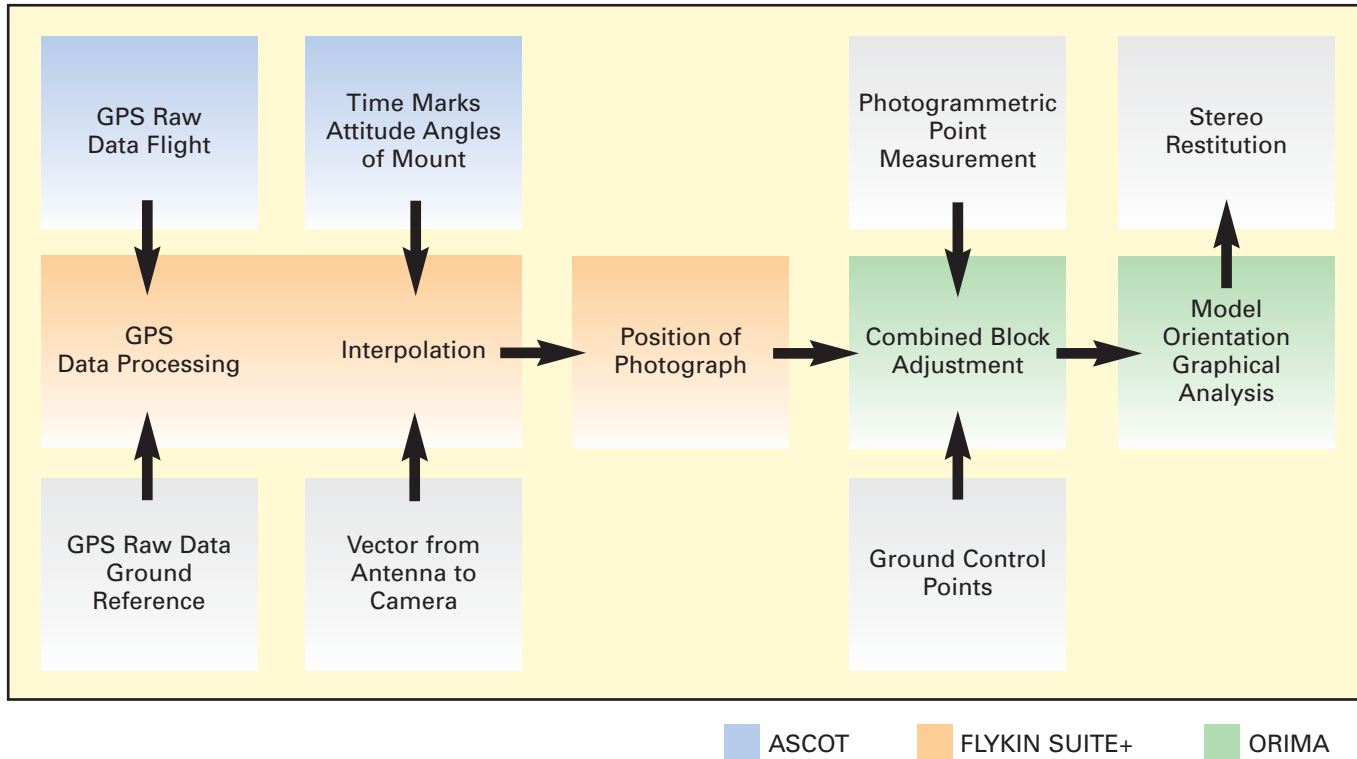 GPS Raw
Data Flight
Time Marks
Attitude Angles
of Mount
Photogrammetric
Point
Measurement
Stereo
Restitution
GPS
Data Processing
Interpolation
Position of
Photograph
Combined Block
Adjustment
Model
Orientation
Graphical
Analysis
GPS Raw Data
Ground
Reference
Vector from
Antenna to
Camera
Ground Control
Points
ASCOT
FLYKIN SUITE+
ORIMA